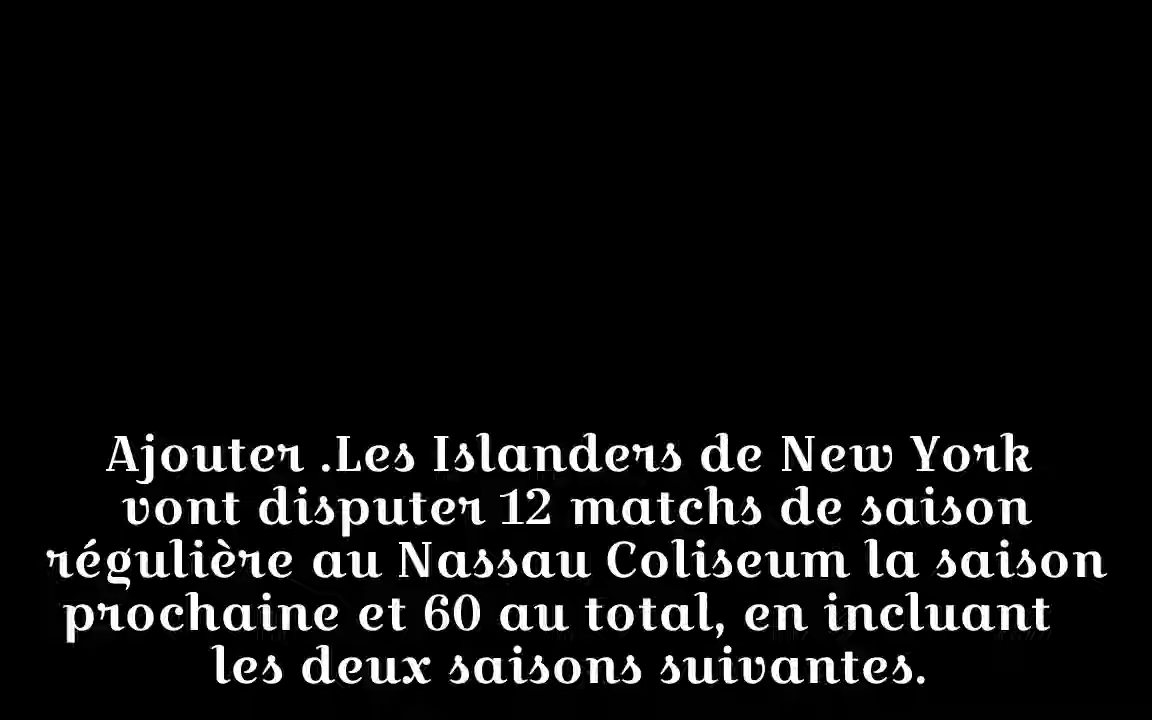 Ajouter .Les Islanders de New York
vont disputer 12 matchs de saison
régulière au Nassau Coliseum la saison
prochaine et 60 au total, en incluant
les deux saisons suivantes.